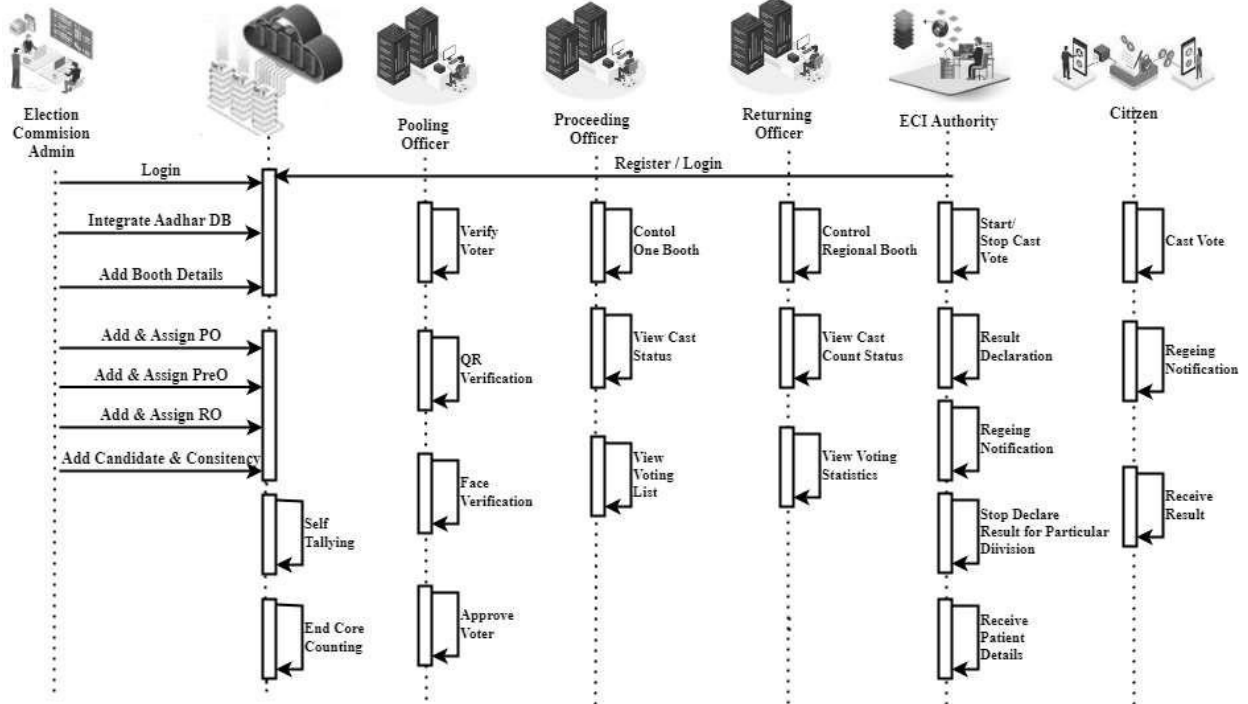 Election
Commision
Admin
Pooling
Officer
Proceeding
Officer
Returning
Officer
ECI Authority
Citizen
Login
Register / Login
Integrate Aadhar DB
Add Booth Details
Verify
Voter
Contol
One Booth
Control
Regional Booth
Start/
Stop Cast
Vote
Cast Vote
Add & Assign PO
Add & Assign PreO
Add & Assign RO
Add Candidate & Consitency
QR
Verification
View Cast
Status
View Cast
Count Status
Result
Declaration
Regeing
Notification
Regeing
Notification
Face
Verification
View
Voting
List
View Voting
Statistics
Receive
Result
Self
Tallying
Stop Declare
Result for Particular
Diivision
End Core
Counting
Approve
Voter
Receive
Patient
Details